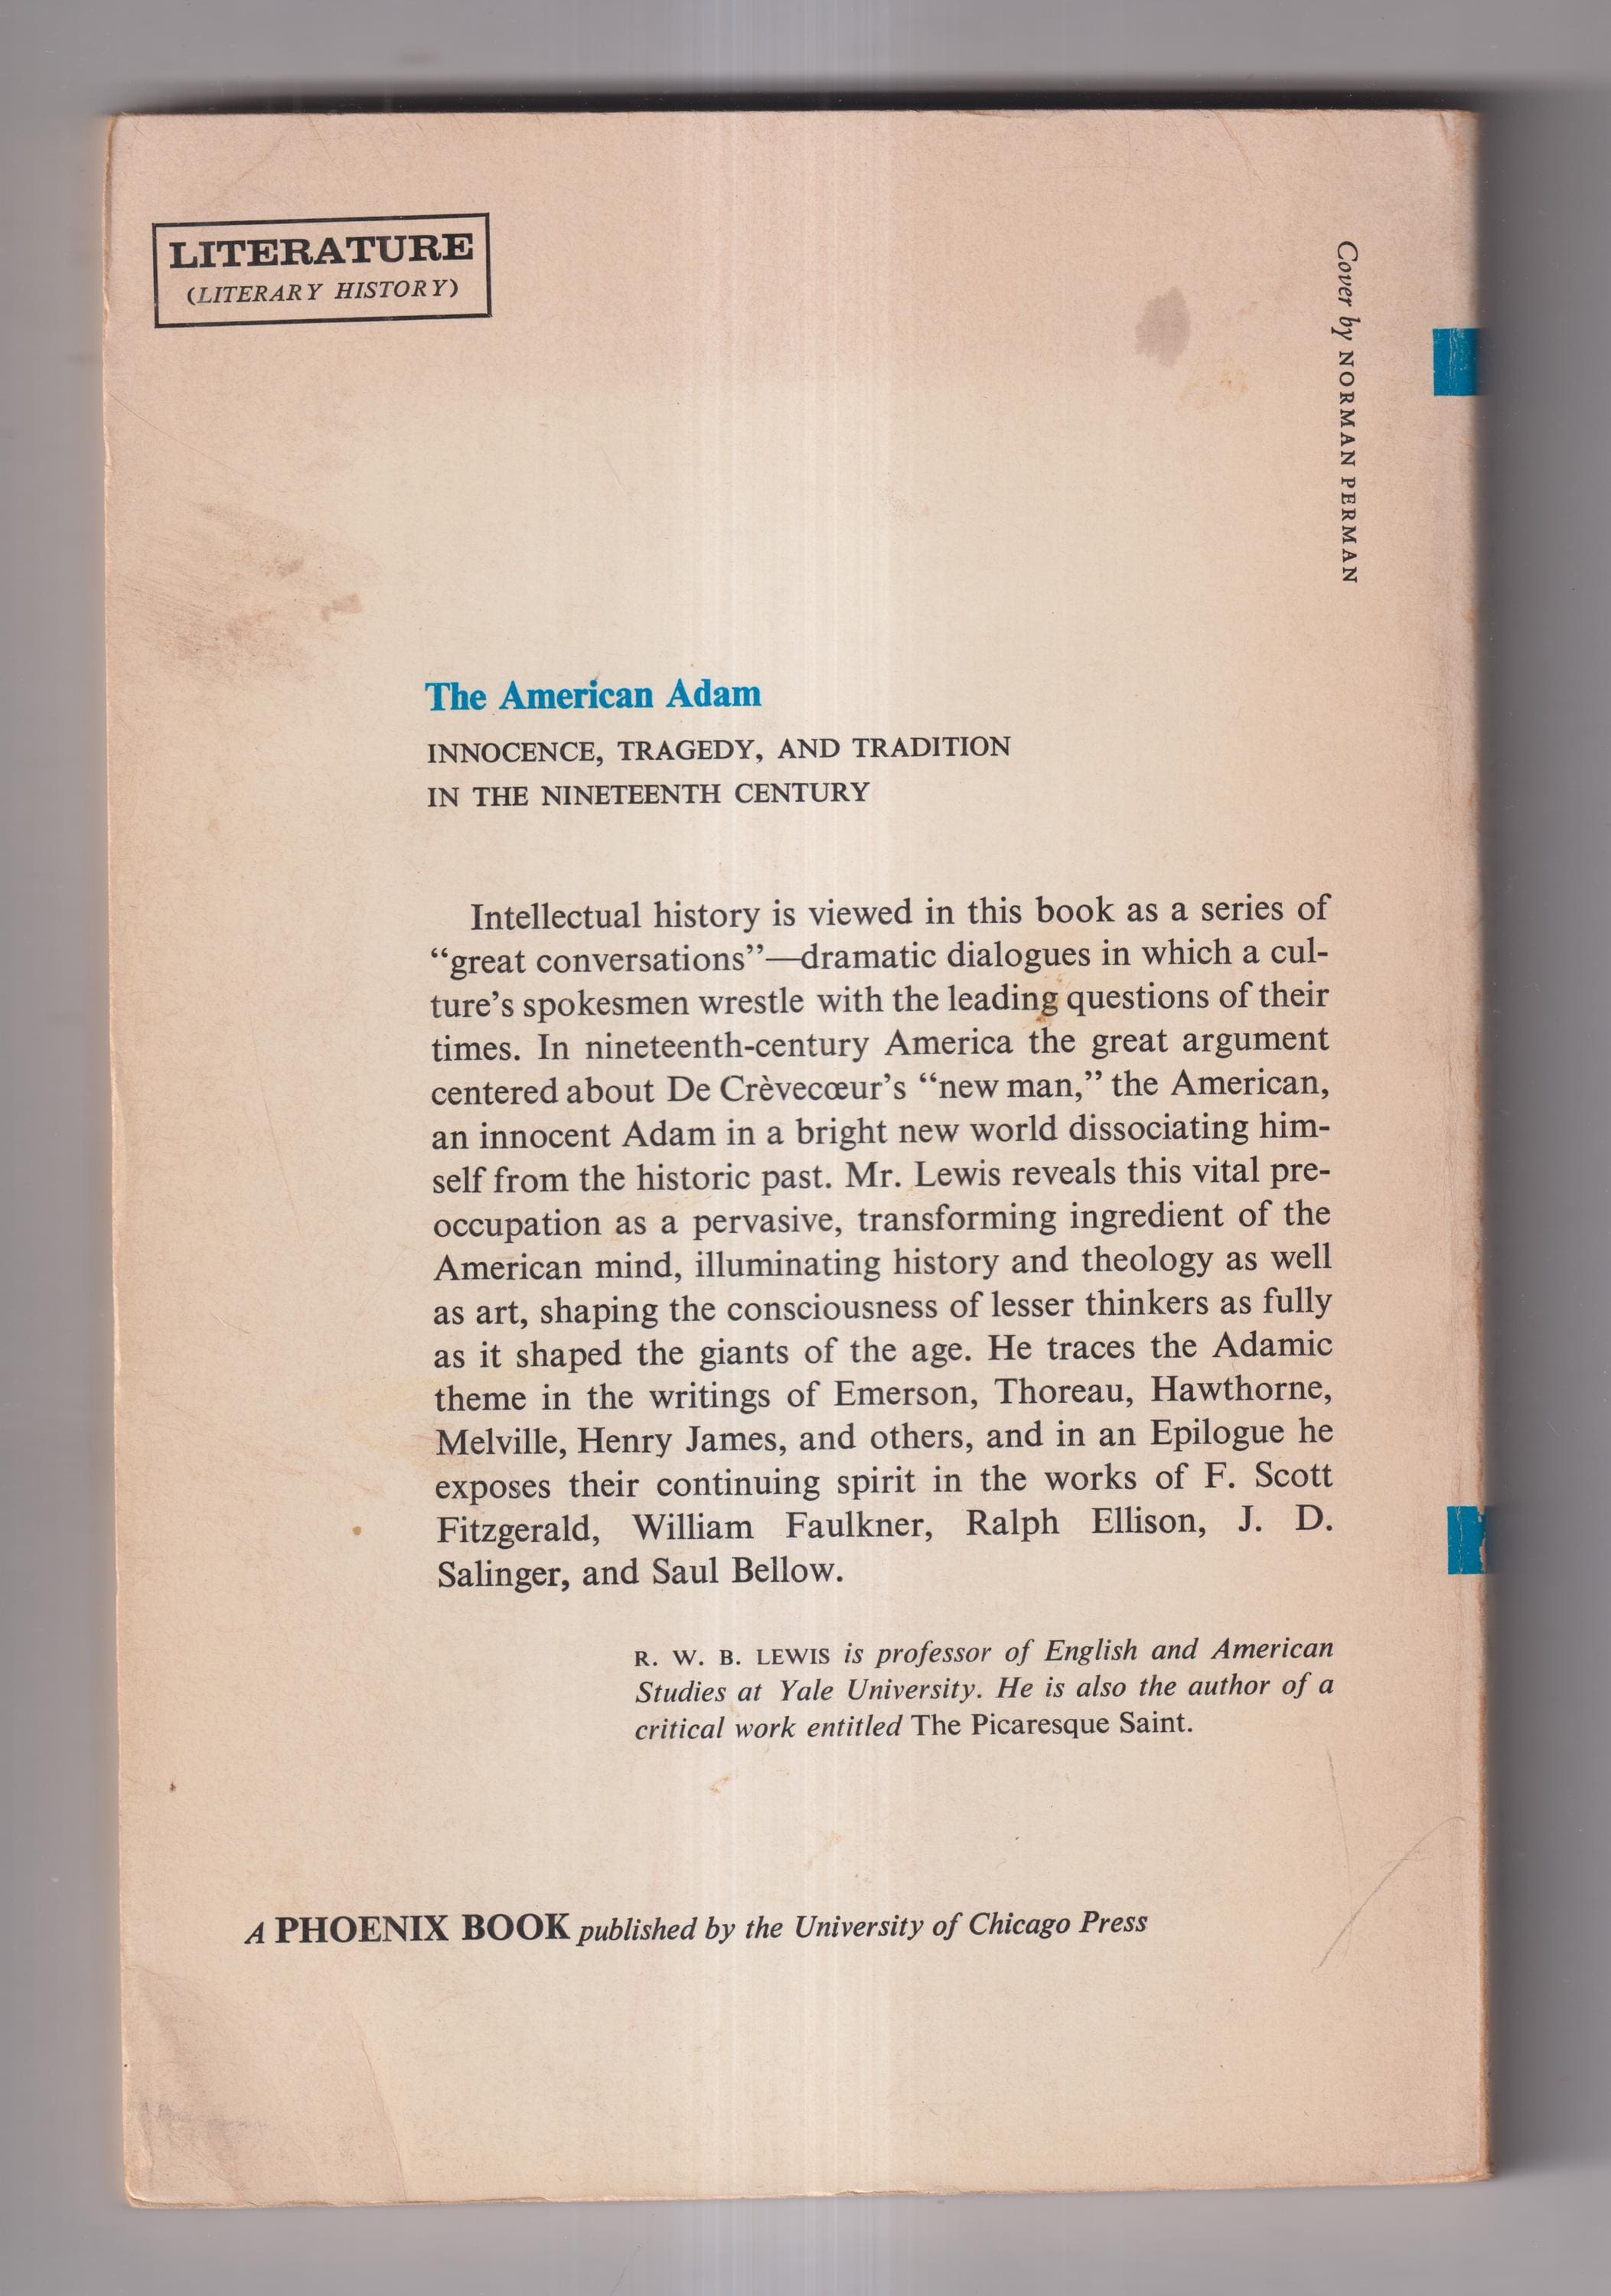 LITERATURE
(LITERARY HISTORY)
Cover by NORMAN PERMAN
The American Adam
INNOCENCE, TRAGEDY, AND TRADITION
IN THE NINETEENTH CENTURY
Intellectual history is viewed in this book as a series of
“great conversations”—dramatic dialogues in which a cul-
ture’s spokesmen wrestle with the leading questions of their
times. In nineteenth-century America the great argument
centered about De Crèvecœur’s “new man,” the American,
an innocent Adam in a bright new world dissociating him-
self from the historic past. Mr. Lewis reveals this vital pre-
occupation as a pervasive, transforming ingredient of the
American mind, illuminating history and theology as well
as art, shaping the consciousness of lesser thinkers as fully
as it shaped the giants of the age. He traces the Adamic
theme in the writings of Emerson, Thoreau, Hawthorne,
Melville, Henry James, and others, and in an Epilogue he
exposes their continuing spirit in the works of F. Scott
Fitzgerald, William Faulkner, Ralph Ellison, J. D.
Salinger, and Saul Bellow.
R. W. B. LEWIS is professor of English and American
Studies at Yale University. He is also the author of a
critical work entitled The Picaresque Saint.
A PHOENIX BOOK published by the University of Chicago Press